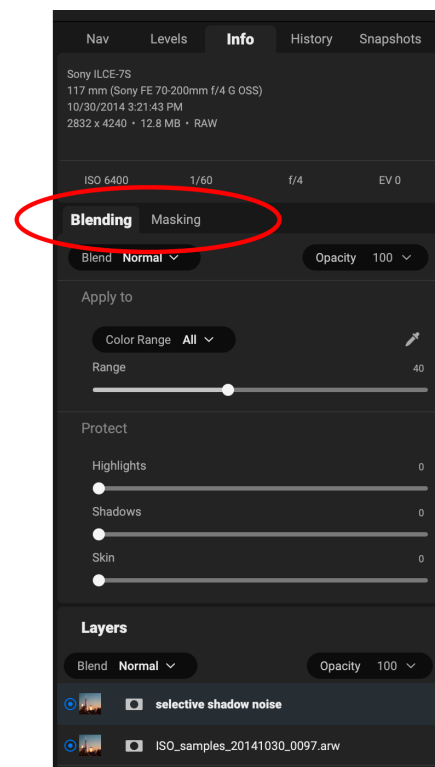 Nav Levels Info History Snapshots
Sony ILCE-7S
117 mm (Sony FE 70-200mm f/4 G OSS)
10/30/2014 3:21:43 PM
2832 x 4240 • 12.8 MB • RAW
ISO 6400 1/60 f/4 EV 0
Blending Masking
Blend Normal Opacity 100
Apply to
Color Range All
Range 40
Protect
Highlights 0
Shadows 0
Skin 0
Layers
Blend Normal Opacity 100
selective shadow noise
ISO_samples_20141030_0097.arw